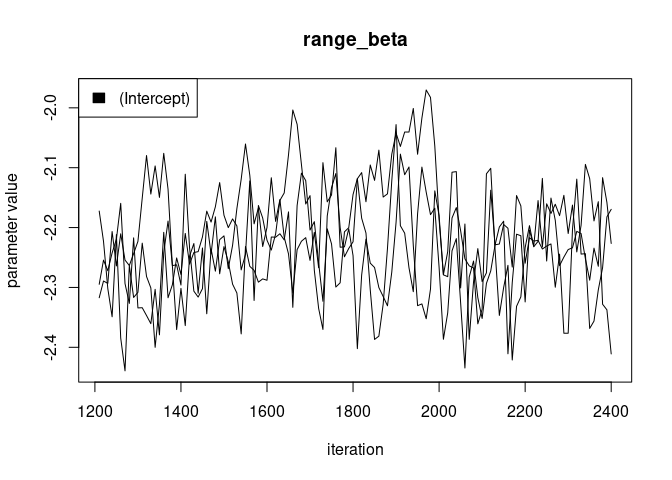 range_beta
(Intercept)
-2.0
-2.1
-2.2
-2.3
-2.4
parameter value
1200 1400 1600 1800 2000 2200 2400
iteration